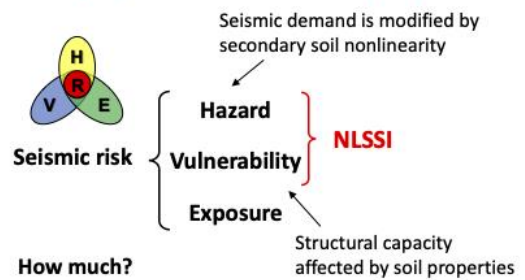 Seismic demand is modified by
secondary soil nonlinearity
H
R
V
E
Hazard
NLSSI
Seismic risk
Vulnerability
Exposure
Structural capacity
affected by soil properties
How much?